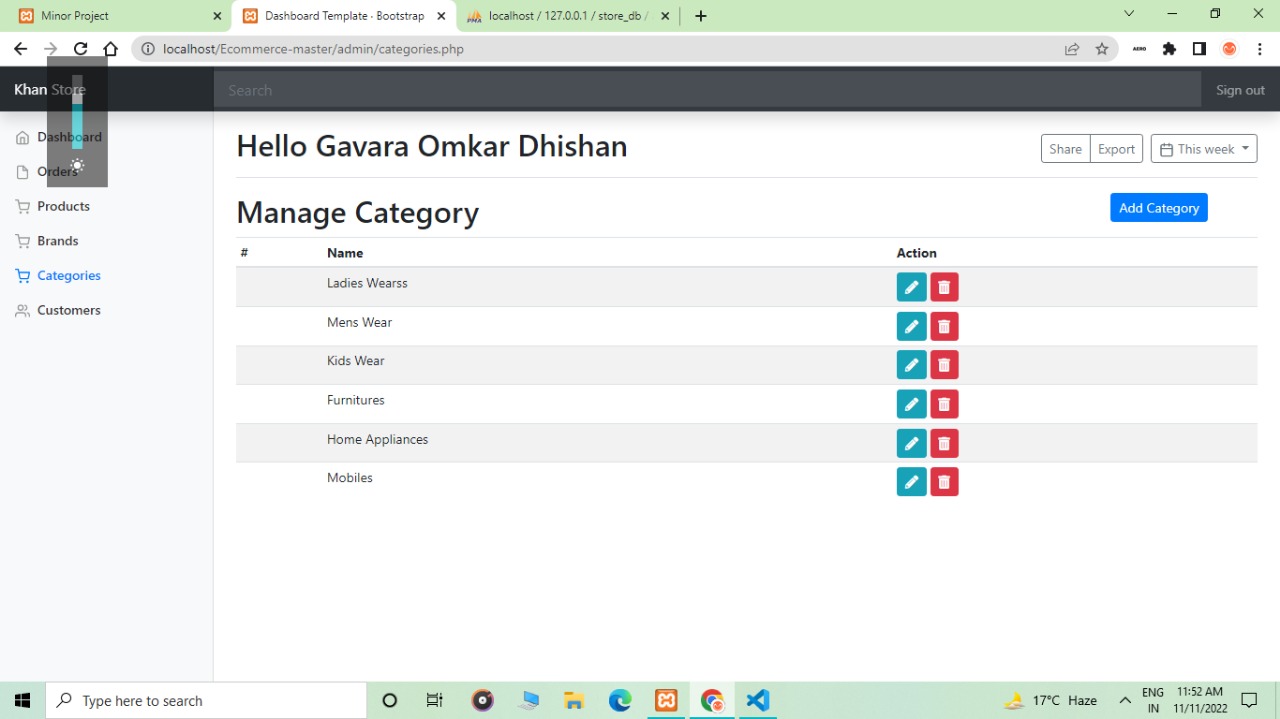 Minor Project
Dashboard Template · Bootstrap
localhost / 127.0.0.1 / store_db /
localhost/Ecommerce-master/admin/categories.php
AERO
Khan Store
Search
Sign out
Dashboard
Orders
Products
Brands
Categories
Customers
Hello Gavara Omkar Dhishan
Share
Export
This week
Manage Category
Add Category
# Name Action
Ladies Wearss
Mens Wear
Kids Wear
Furnitures
Home Appliances
Mobiles
Type here to search
17°C Haze
ENG
IN
11:52 AM
11/11/2022